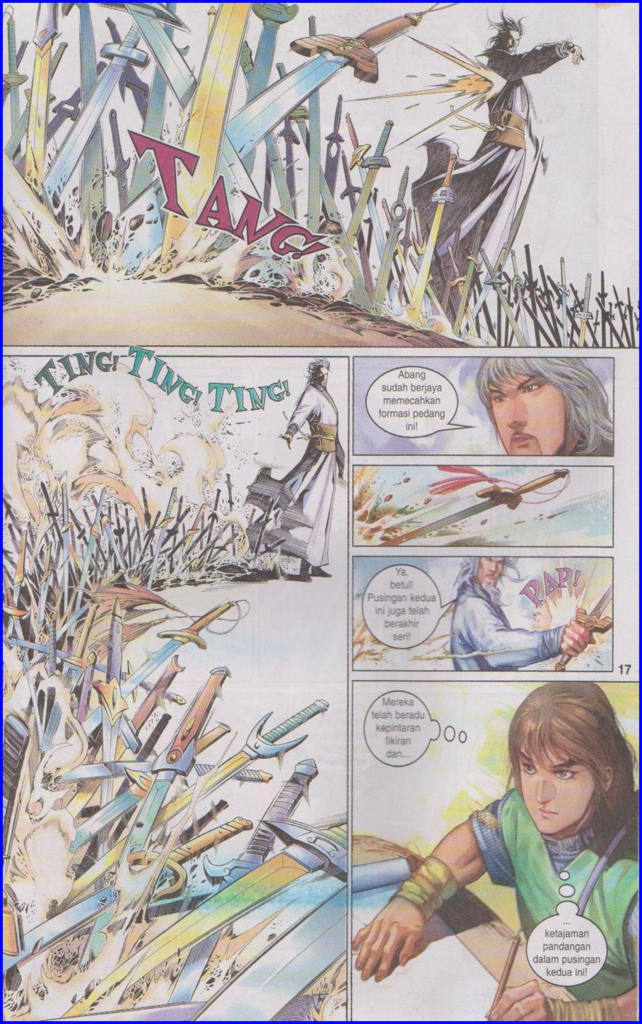 TANG!
TING! TING! TING!
Abang
sudah berjaya
memecahkan
formasi pedang
ini!
Ya,
betul!
Pusingan kedua
ini juga telah
berakhir
seri!
PAP!
17
Mereka
telah beradu
kepintaran
fikiran
dan...
...
ketajaman
pandangan
dalam pusingan
kedua ini!